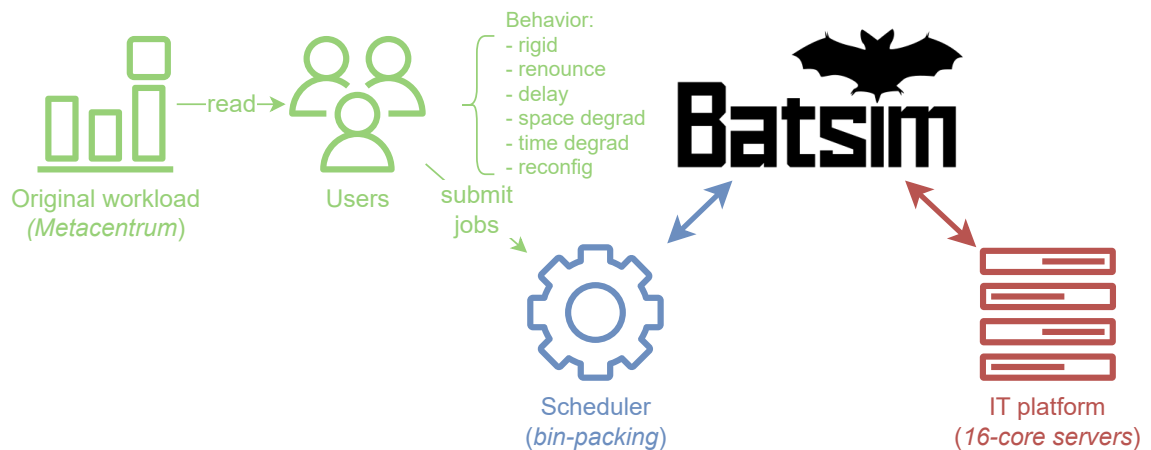 Behavior:
- rigid
- renounce
- delay
- space degrad
- time degrad
- reconfig
read
Batsim
Original workload
(Metacentrum)
Users
submit
jobs
Scheduler
(bin-packing)
IT platform
(16-core servers)